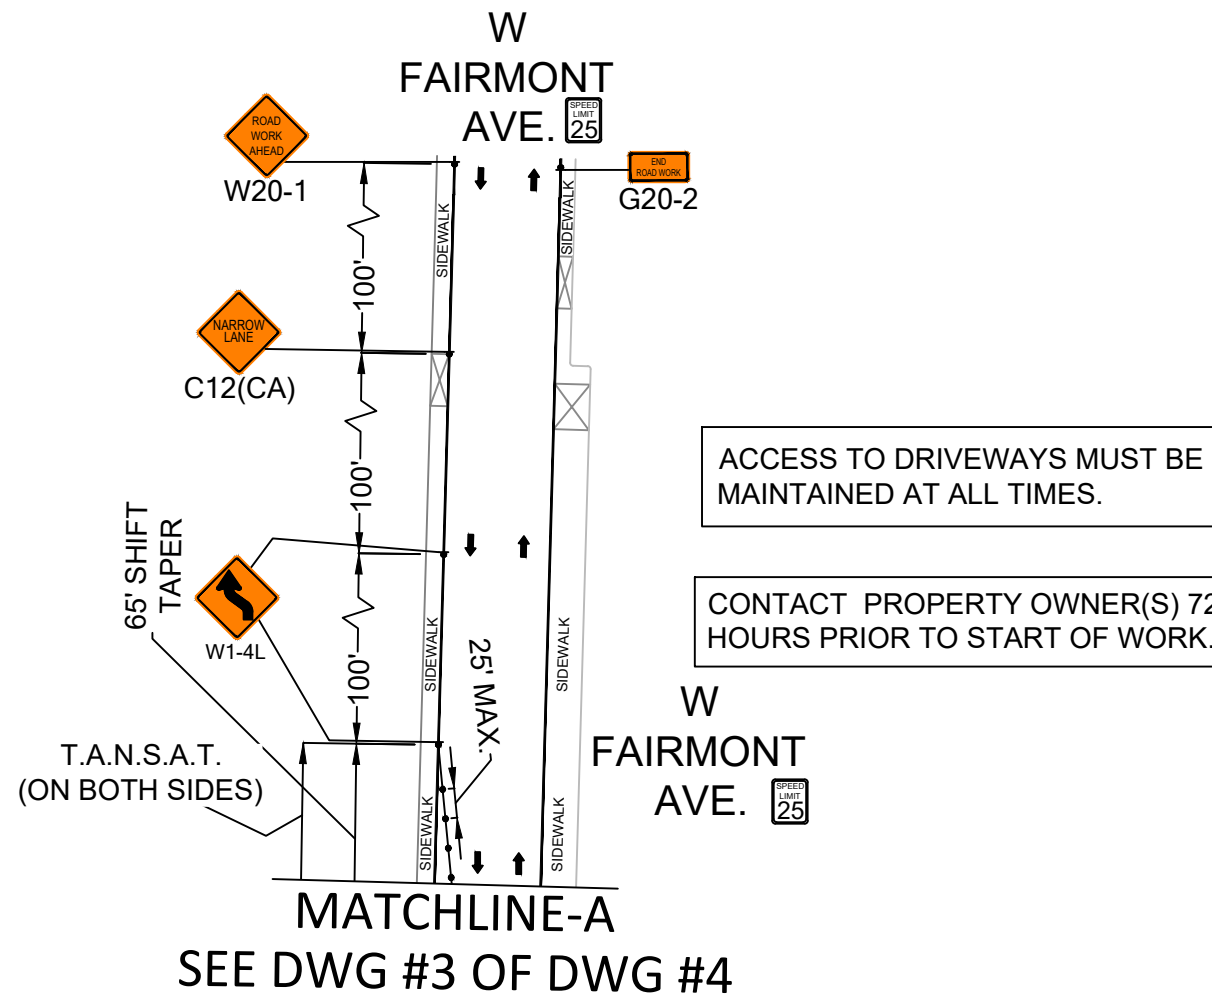 W
FAIRMONT
AVE.
SPEED
LIMIT
25
ROAD
WORK
AHEAD
W20-1
END
ROAD WORK
G20-2
SIDEWALK
SIDEWALK
100'
NARROW
LANE
C12(CA)
100'
ACCESS TO DRIVEWAYS MUST BE
MAINTAINED AT ALL TIMES.
65' SHIFT
TAPER
W1-4L
100'
SIDEWALK
SIDEWALK
25' MAX.
CONTACT PROPERTY OWNER(S) 72
HOURS PRIOR TO START OF WORK.
W
FAIRMONT
AVE.
SPEED
LIMIT
25
T.A.N.S.A.T.
(ON BOTH SIDES)
SIDEWALK
SIDEWALK
MATCHLINE-A
SEE DWG #3 OF DWG #4